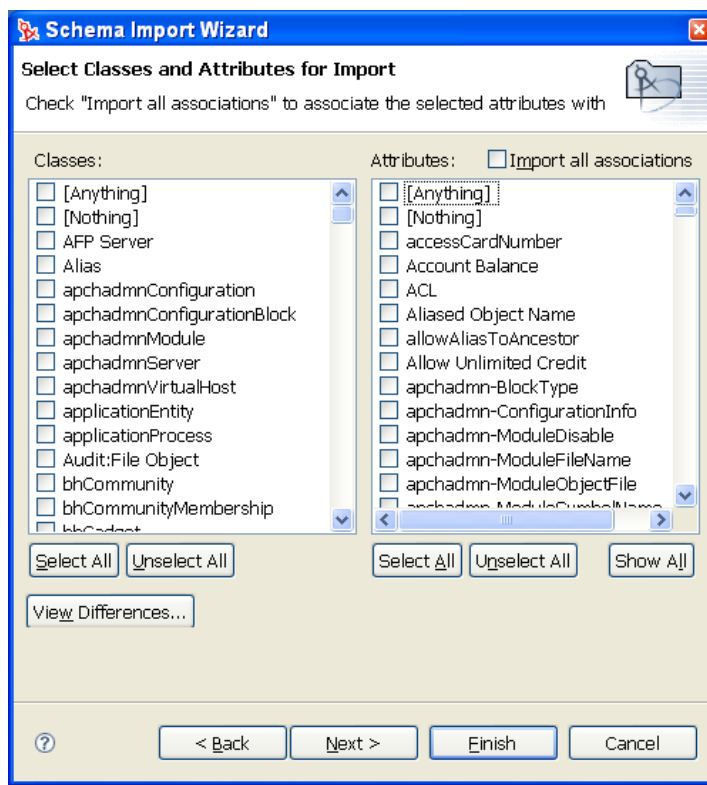 Schema Import Wizard
Select Classes and Attributes for Import
Check "Import all associations" to associate the selected attributes with
Classes:
[Anything]
[Nothing]
AFP Server
Alias
apchadmnConfiguration
apchadmnConfigurationBlock
apchadmnModule
apchadmnServer
apchadmnVirtualHost
applicationEntity
applicationProcess
Audit:File Object
bhCommunity
bhCommunityMembership
bhGadget
Select All
Unselect All
View Differences...
Attributes:
Import all associations
[Anything]
[Nothing]
accessCardNumber
Account Balance
ACL
Aliased Object Name
allowAliasToAncestor
Allow Unlimited Credit
apchadmn-BlockType
apchadmn-ConfigurationInfo
apchadmn-ModuleDisable
apchadmn-ModuleFileName
apchadmn-ModuleObjectFile
apchadmn-ModuleSymbolName
Select All
Unselect All
Show All
?
< Back
Next >
Finish
Cancel